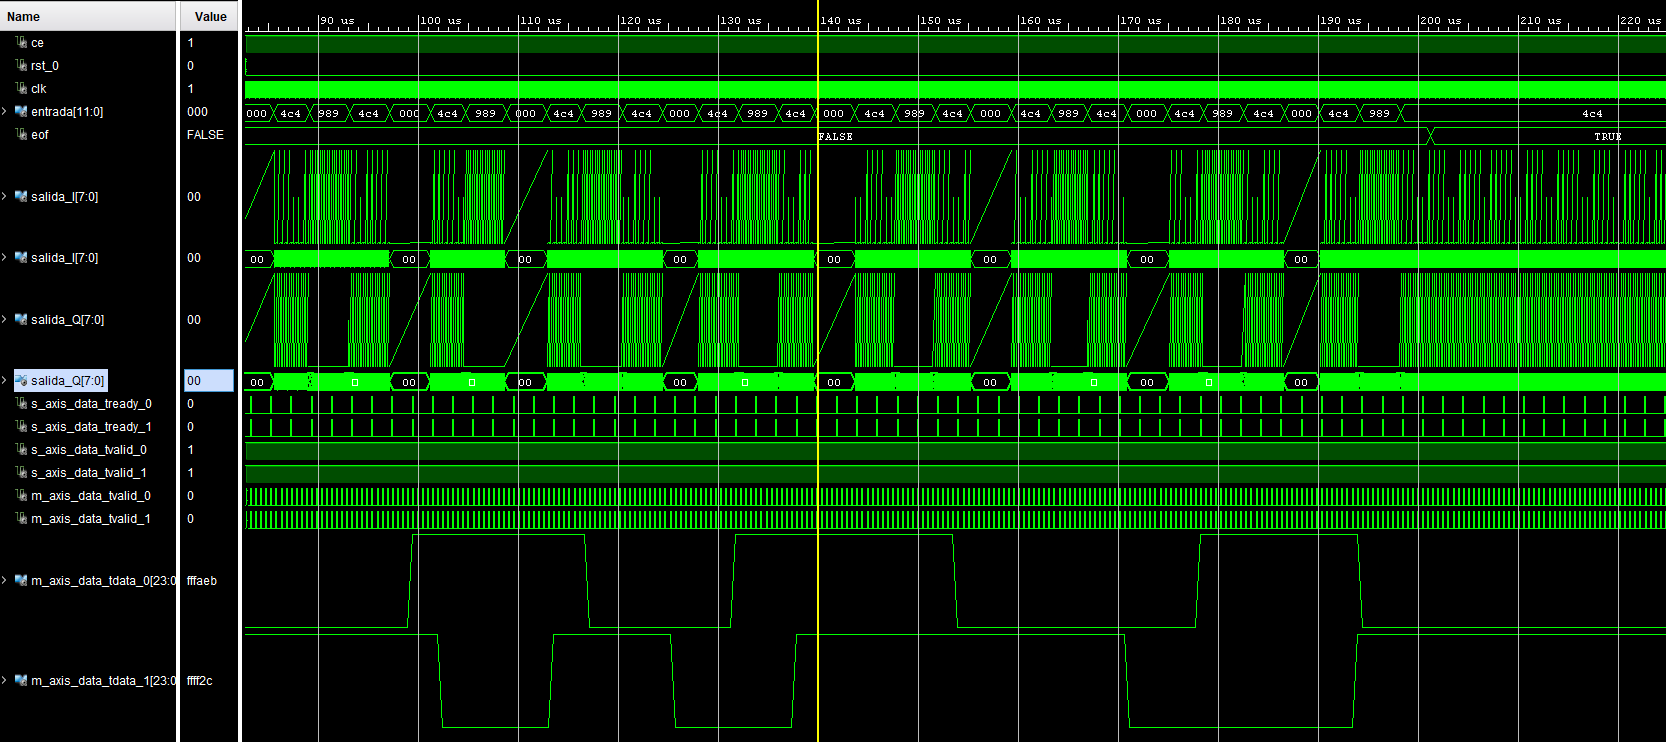 Name Value
90 us 100 us 110 us 120 us 130 us 140 us 150 us 160 us 170 us 180 us 190 us 200 us 210 us 220 us
ce 1
rst_0 0
clk 1
entrada[11:0] 000 000 4c4 989 4c4 000 4c4 989 000 4c4 989 4c4 000 4c4 989 4c4 000 4c4 989 000 4c4 989 4c4 000 4c4 989 4c4 000 4c4 989 4c4
eof FALSE FALSE TRUE
salida_I[7:0] 00
salida_I[7:0] 00 00 00 00 00 00 00 00 00
salida_Q[7:0] 00
salida_Q[7:0] 00 00 00 00 00 00 00 00 00
s_axis_data_tready_0 0
s_axis_data_tready_1 0
s_axis_data_tvalid_0 1
s_axis_data_tvalid_1 1
m_axis_data_tvalid_0 0
m_axis_data_tvalid_1 0
m_axis_data_tdata_0[23:0 fffaeb
m_axis_data_tdata_1[23:0 ffff2c